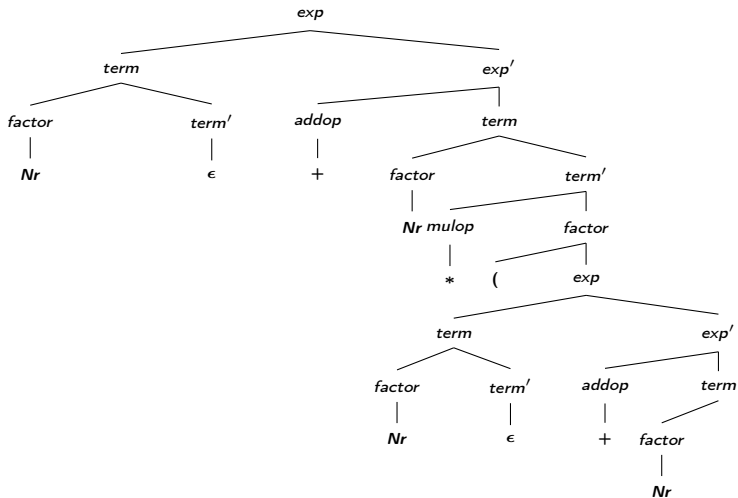 exp
term exp′
factor term′ addop term
Nr ϵ + factor term′
Nr mulop factor
* ( exp
term exp′
factor term′ addop term
Nr ϵ + factor
Nr